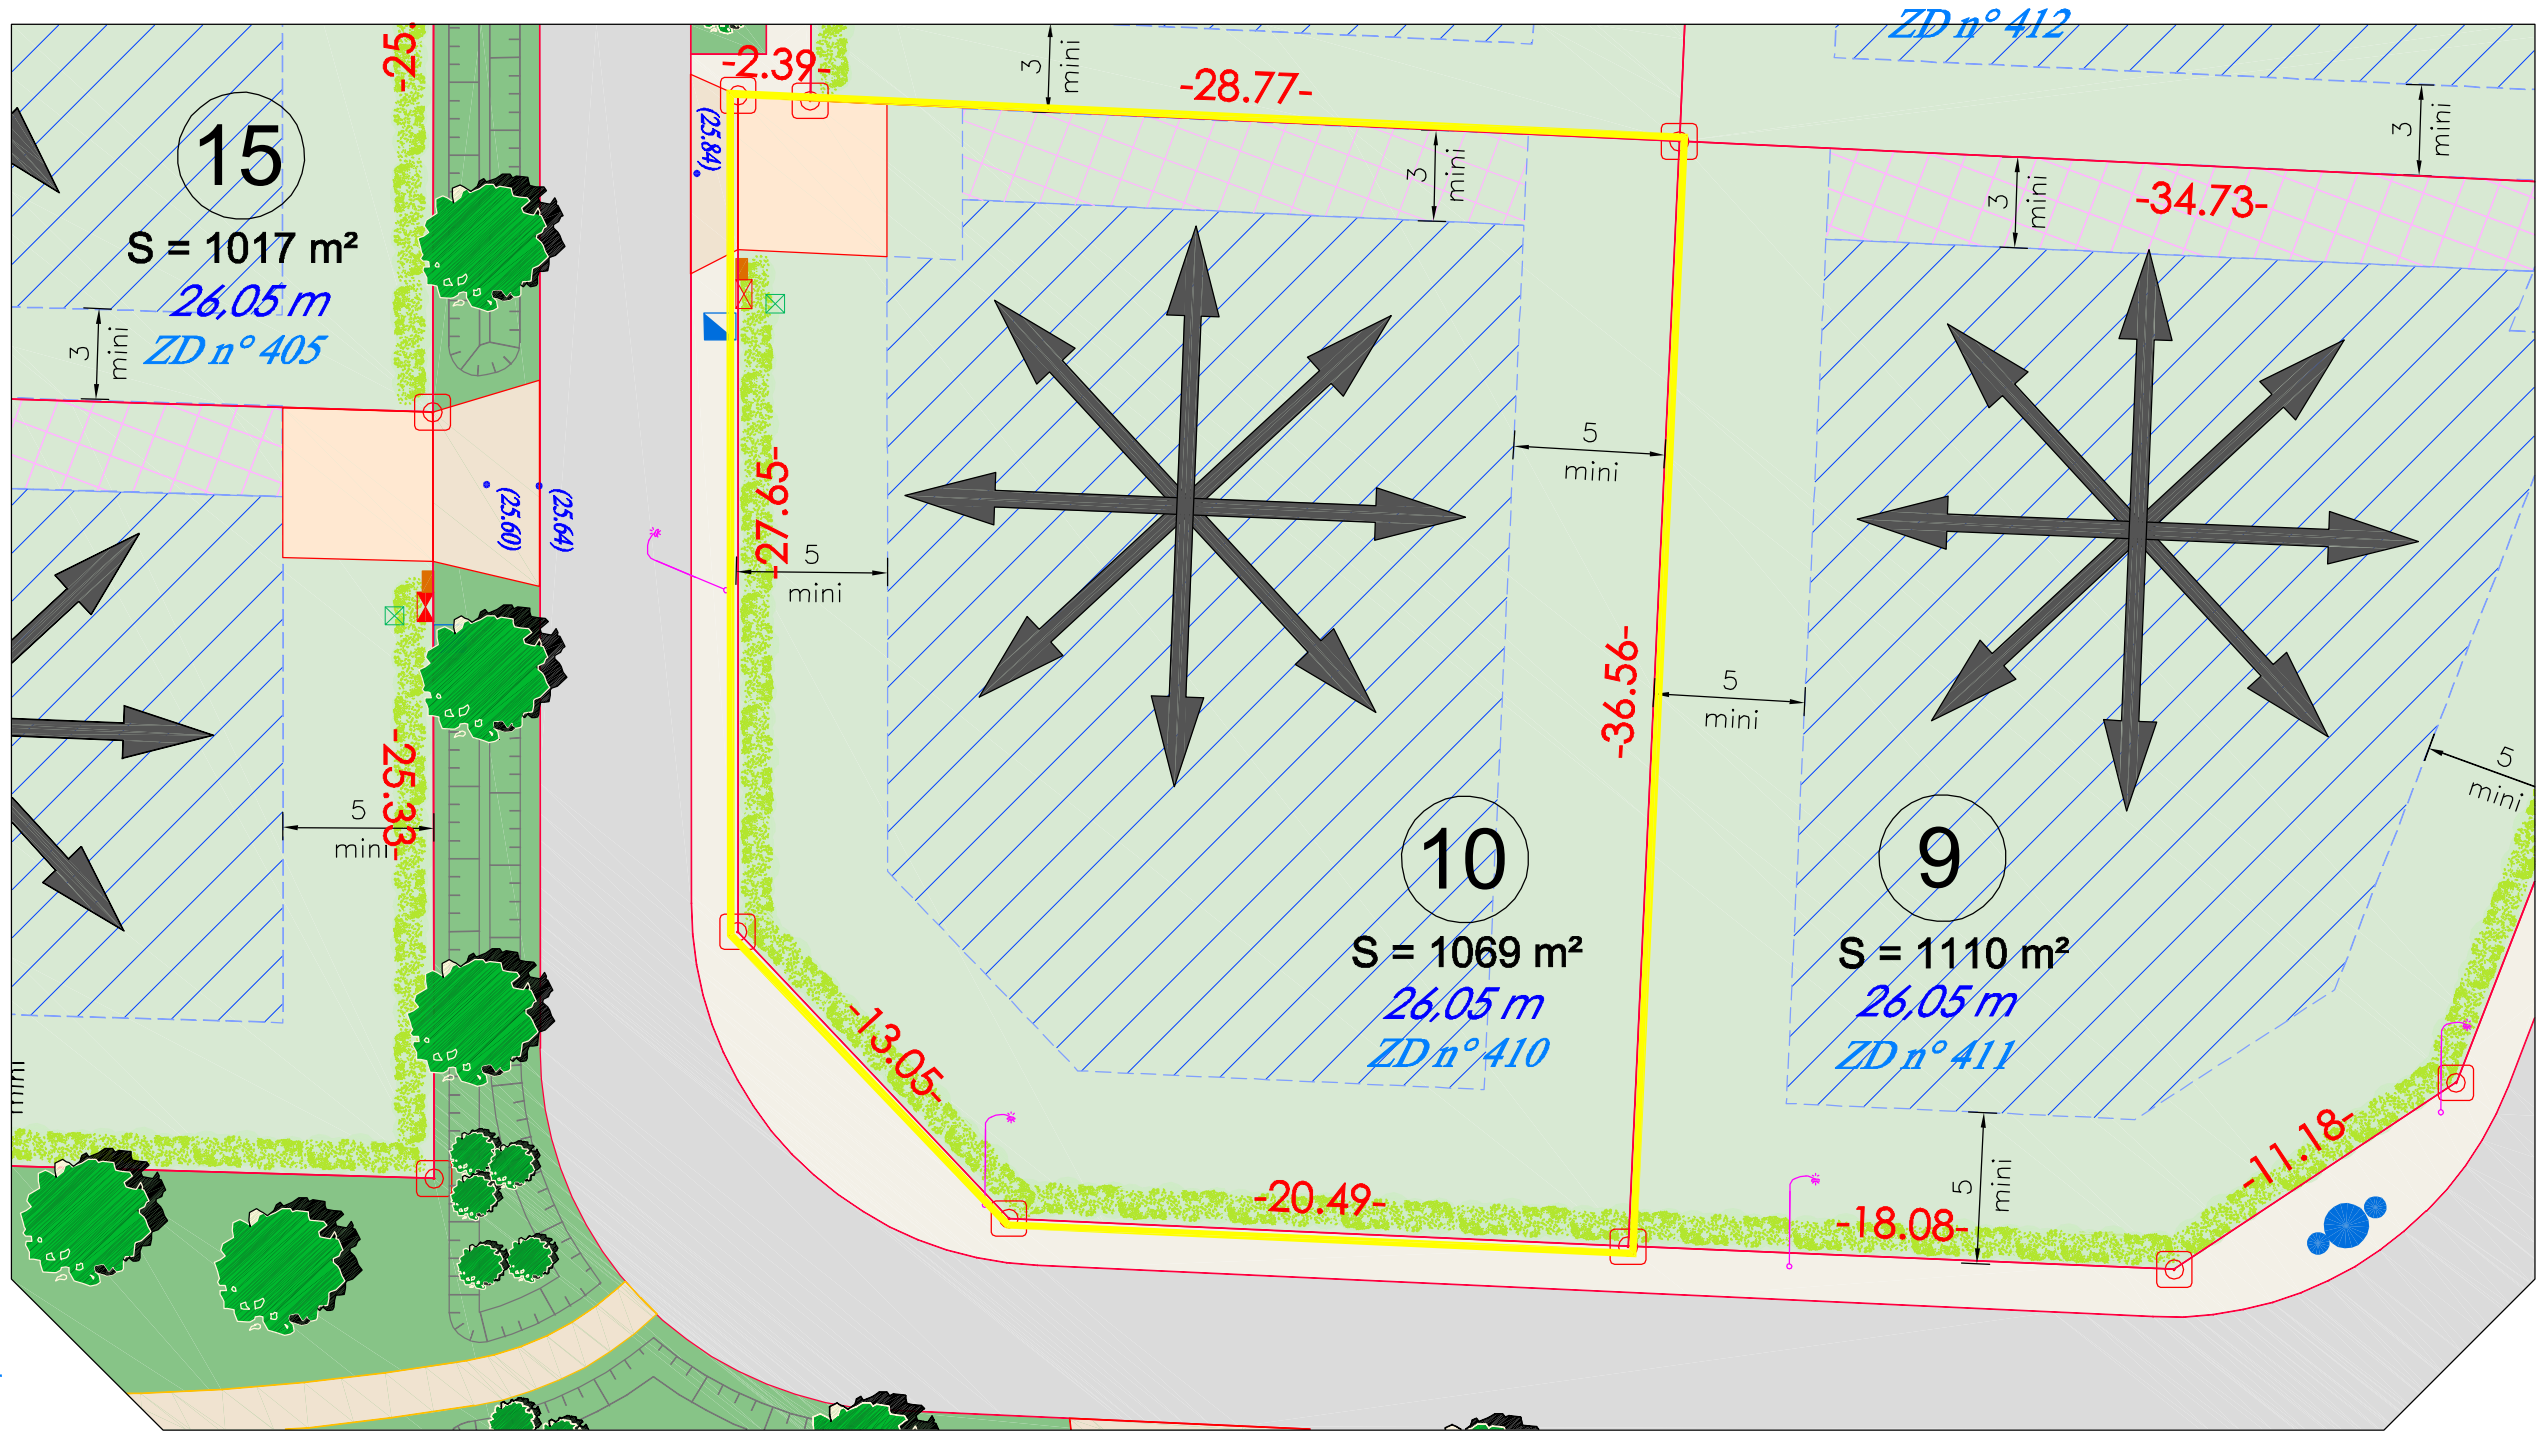 ZD n° 412
-25.
-2.39-
3
mini
-28.77-
3
mini
15
S = 1017 m²
26,05 m
ZD n° 405
3
mini
(25.84)
3
mini
3
mini
-34.73-
5
mini
-27.65-
5
mini
(25.60)
(25.64)
-36.56-
5
mini
5
mini
-25.33-
5
mini
10
S = 1069 m²
26,05 m
ZD n° 410
9
S = 1110 m²
26,05 m
ZD n° 411
mini
-13.05-
-20.49-
-18.08-
5
mini
-11.18-